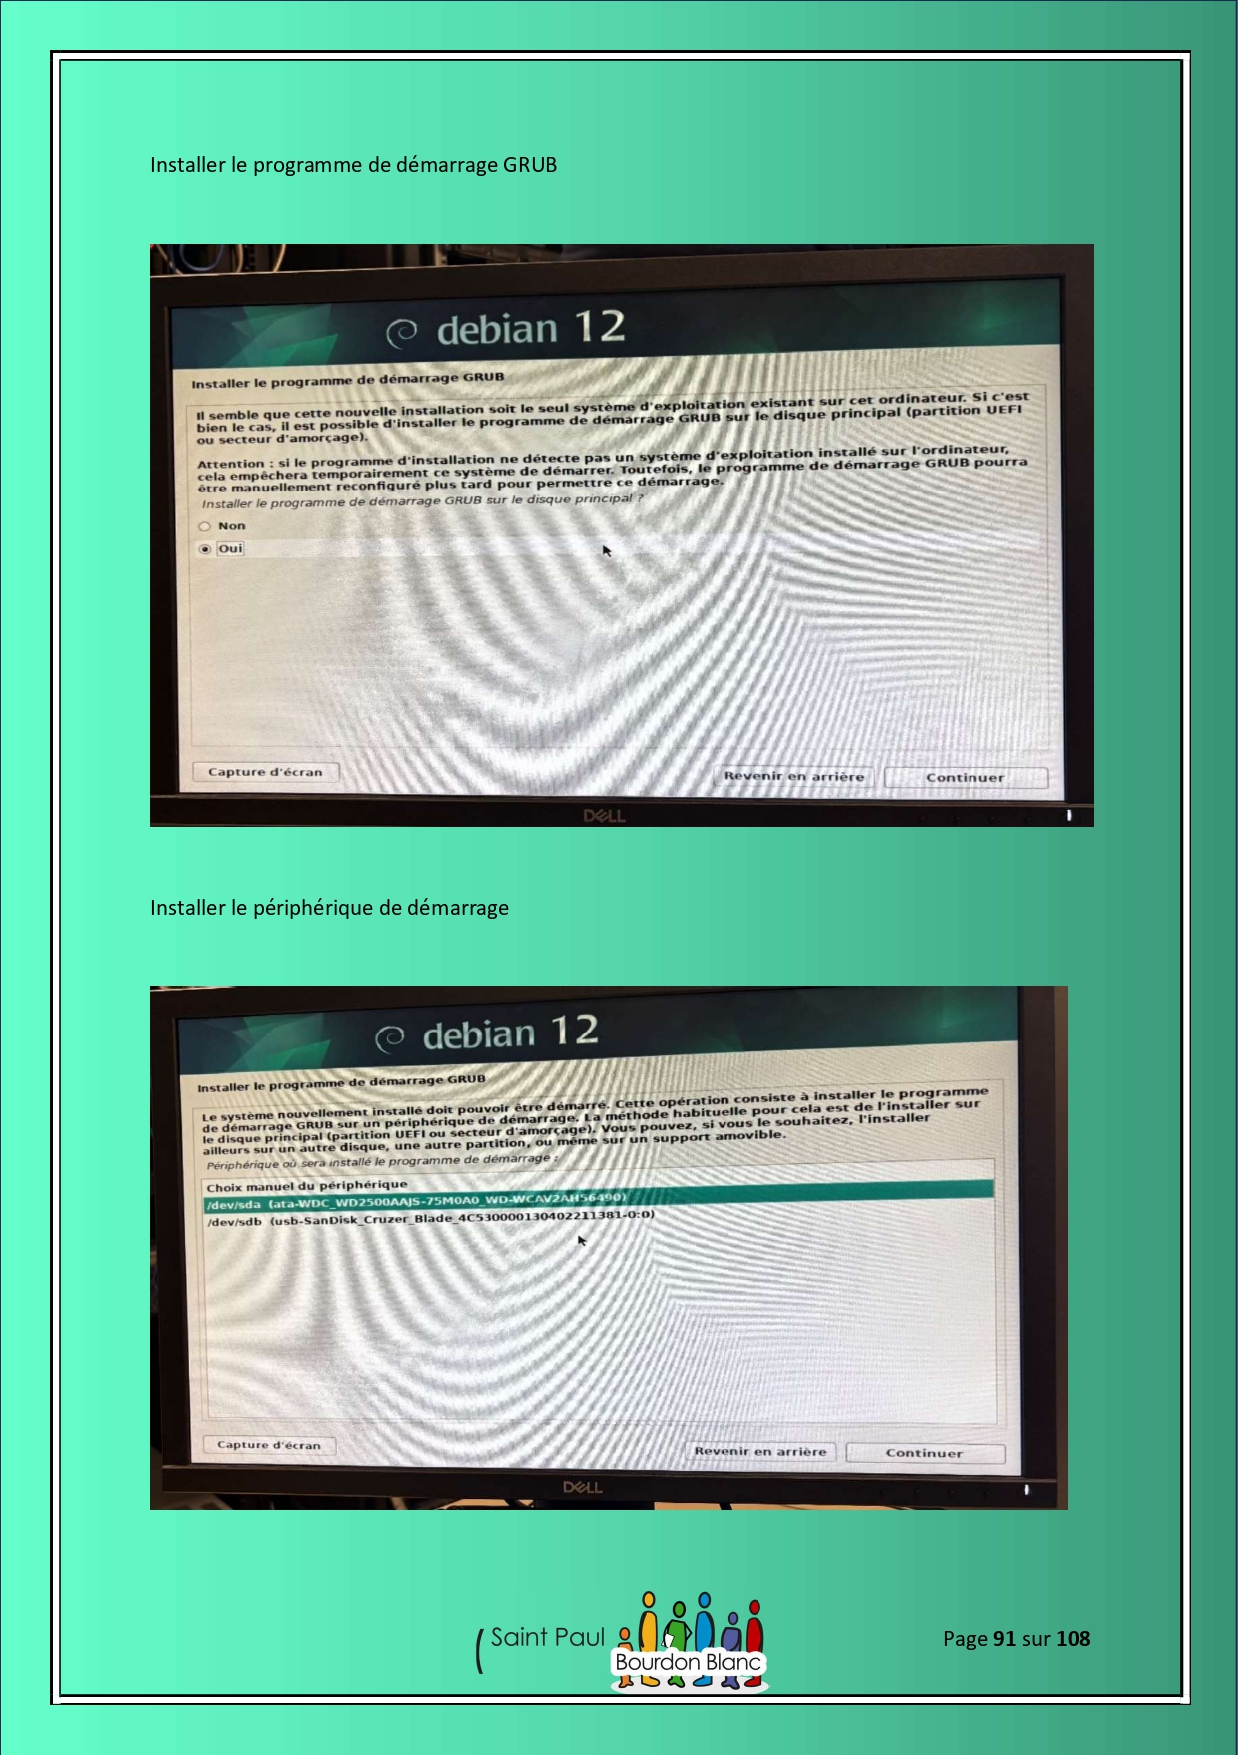 Installer le programme de démarrage GRUB
debian 12
Installer le programme de démarrage GRUB
Il semble que cette nouvelle installation soit le seul système d'exploitation existant sur cet ordinateur. Si c'est
bien le cas, il est possible d'installer le programme de démarrage GRUB sur le disque principal (partition UEFI
ou secteur d'amorçage).
Attention : si le programme d'installation ne détecte pas un système d'exploitation installé sur l'ordinateur,
cela empêchera temporairement ce système de démarrer. Toutefois, le programme de démarrage GRUB pourra
être manuellement reconfiguré plus tard pour permettre ce démarrage.
Installer le programme de démarrage GRUB sur le disque principal ?
Non
Oui
Capture d'écran
Revenir en arrière
Continuer
DELL
Installer le périphérique de démarrage
debian 12
Installer le programme de démarrage GRUB
Le système nouvellement installé doit pouvoir être démarré. Cette opération consiste à installer le programme
de démarrage GRUB sur un périphérique de démarrage. La méthode habituelle pour cela est de l'installer sur
le disque principal (partition UEFI ou secteur d'amorçage). Vous pouvez, si vous le souhaitez, l'installer
ailleurs sur un autre disque, une autre partition, ou même sur un support amovible.
Périphérique où sera installé le programme de démarrage :
Choix manuel du périphérique
/dev/sda (ata-WDC_WD2500AAJS-75M0A0_WD-WCAV2AH56490)
/dev/sdb (usb-SanDisk_Cruzer_Blade_4C530000130402211381-0:0)
Capture d'écran
Revenir en arrière
Continuer
DELL
Saint Paul
Bourdon Blanc
Page 91 sur 108